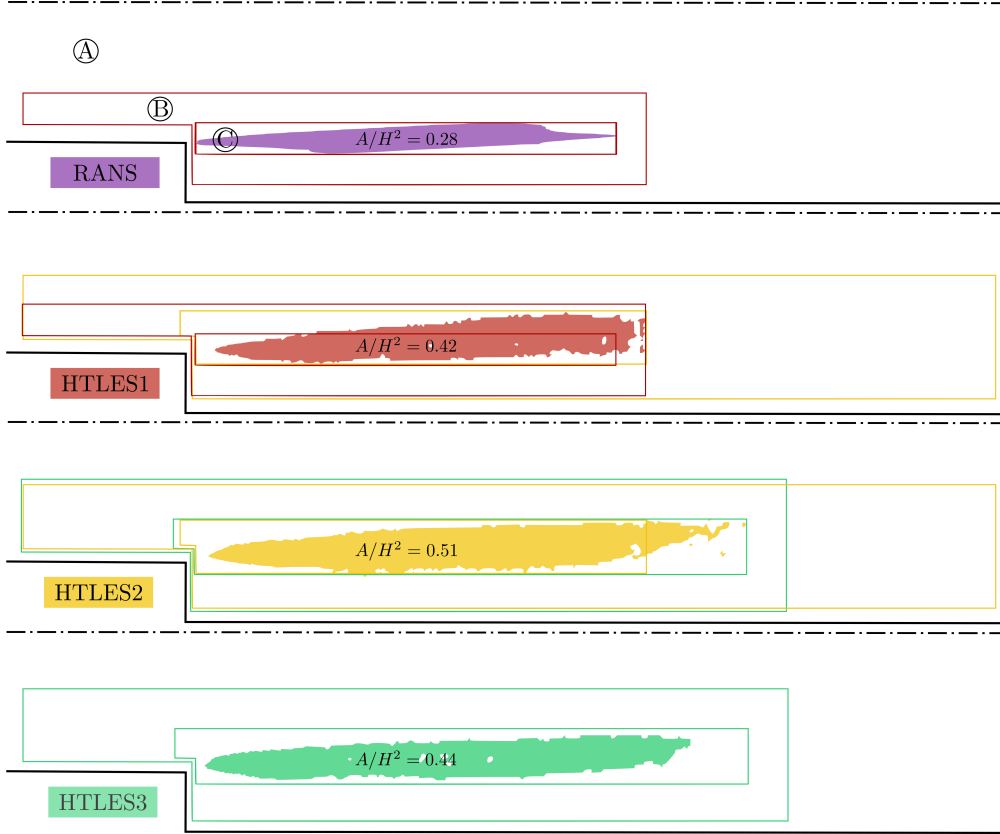 A
B
C
A/H² = 0.28
RANS
A/H² = 0.42
HTLES1
A/H² = 0.51
HTLES2
A/H² = 0.44
HTLES3